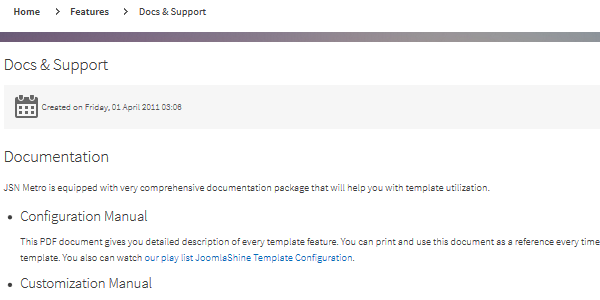 Home > Features > Docs & Support
Docs & Support
Created on Friday, 01 April 2011 03:06
Documentation
JSN Metro is equipped with very comprehensive documentation package that will help you with template utilization.
• Configuration Manual
This PDF document gives you detailed description of every template feature. You can print and use this document as a reference every time
template. You also can watch our play list JoomlaShine Template Configuration.
• Customization Manual